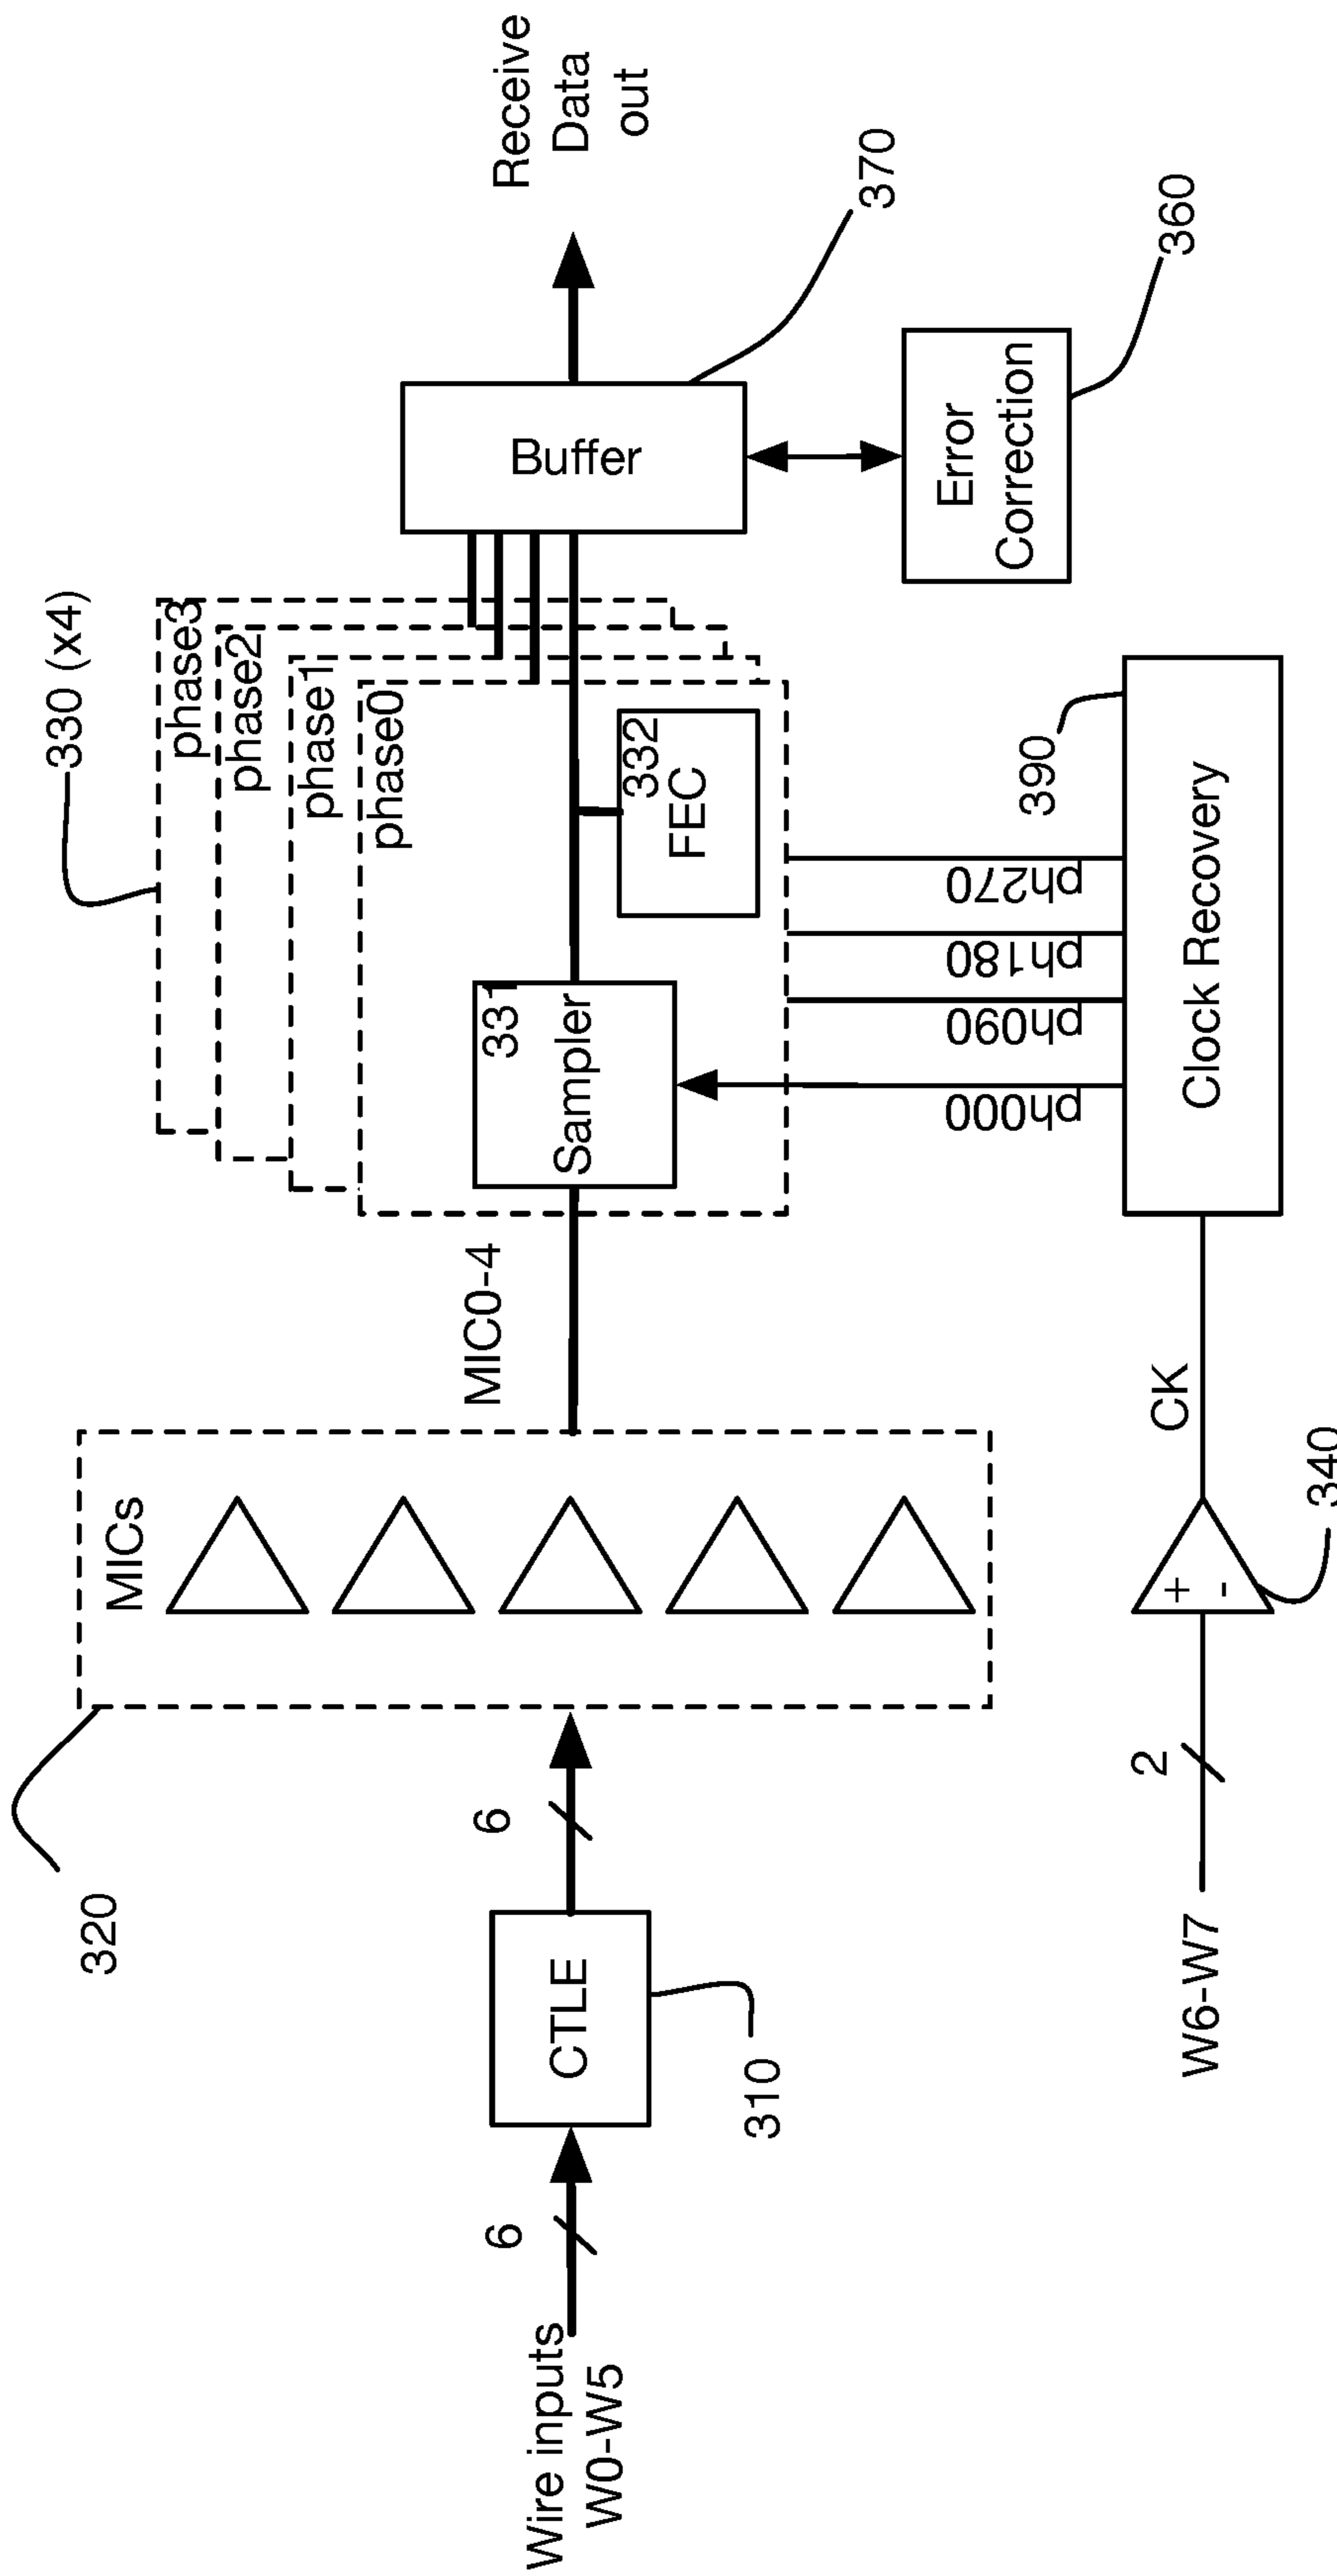 Wire inputs
W0-W5
6
CTLE
310
6
320
MICs
MIC0-4
330 (x4)
phase3
phase2
phase1
phase0
331
Sampler
332
FEC
Buffer
370
Receive
Data
out
Error
Correction
360
W6-W7
2
340
+
-
CK
ph000
ph090
ph180
ph270
390
Clock Recovery